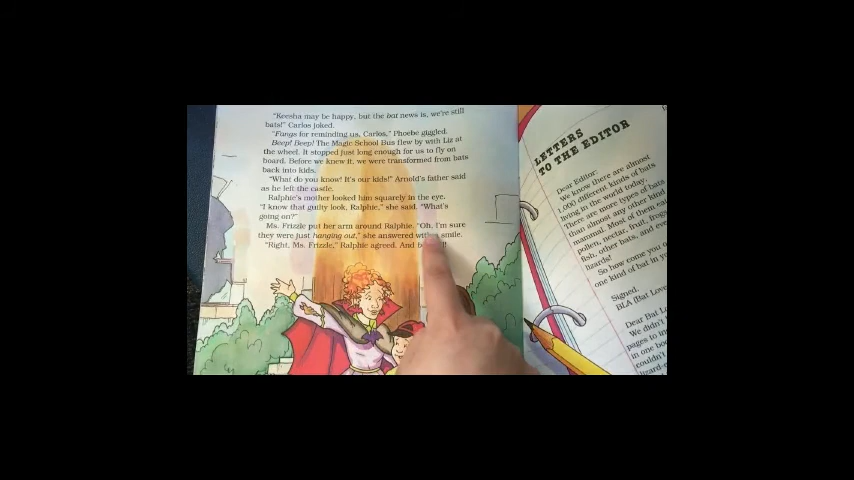 "Keesha may be happy, but the bat news is, we're still
bats!" Carlos joked.
"Fangs for reminding us, Carlos," Phoebe giggled.
Beep! Beep! The Magic School Bus flew by with Liz at
the wheel. It stopped just long enough for us to fly on
board. Before we knew it, we were transformed from bats
back into kids.
"What do you know! It's our kids!" Arnold's father said
as he left the castle.
Ralphie's mother looked him squarely in the eye.
"I know that guilty look, Ralphie," she said. "What's
going on?"
Ms. Frizzle put her arm around Ralphie. "Oh, I'm sure
they were just hanging out," she answered with a smile.
"Right, Ms. Frizzle," Ralphie agreed. And
LETTERS
TO THE EDITOR
Dear Editor:
We know there are almost
1,000 different kinds of bats
living in the world today.
There are more types of bats
than almost any other kind
mammal. Most of them eat
pollen, nectar, fruit, frogs
fish, other bats, and even
lizards!
So how come you
one kind of bat in
Signed,
BLA (Bat
Dear Bat
We didn't
pages to
in one
couldn't